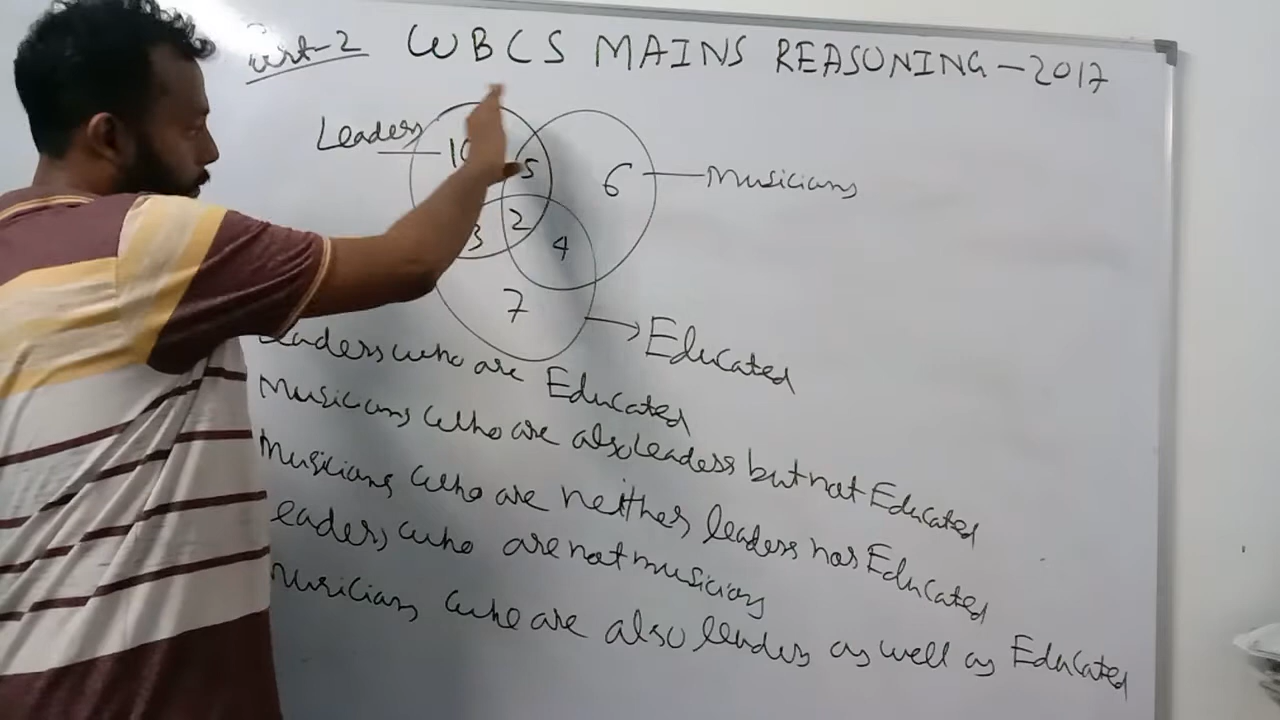 Part-2 WBCS MAINS REASONING-2017
Leaders
5
6
Musicians
3
2
4
7
Educated
Leaders who are Educated
Musicians who are also leaders but not Educated
Musicians who are neither leaders nor Educated
eaders who are not musicians
Musicians who are also leaders as well as Educated